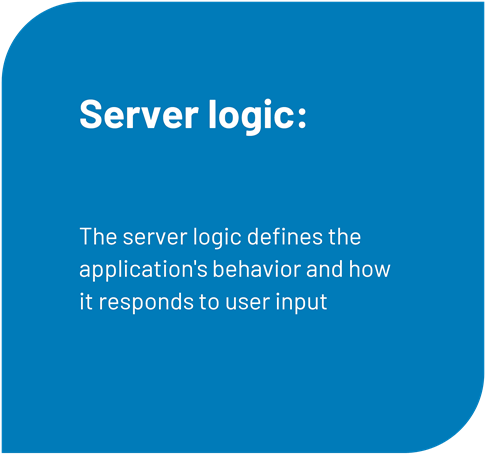 Server logic:
The server logic defines the
application's behavior and how
it responds to user input